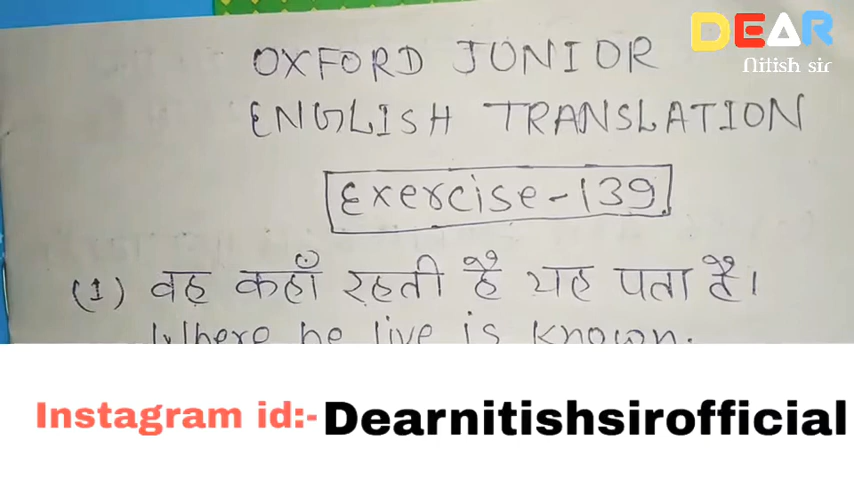 DEAR
Nitish sir
OXFORD JUNIOR
ENGLISH TRANSLATION
Exercise-139
(1) वह कहाँ रहती है यह पता है।
Where he live is known.
Instagram id:- Dearnitishsirofficial